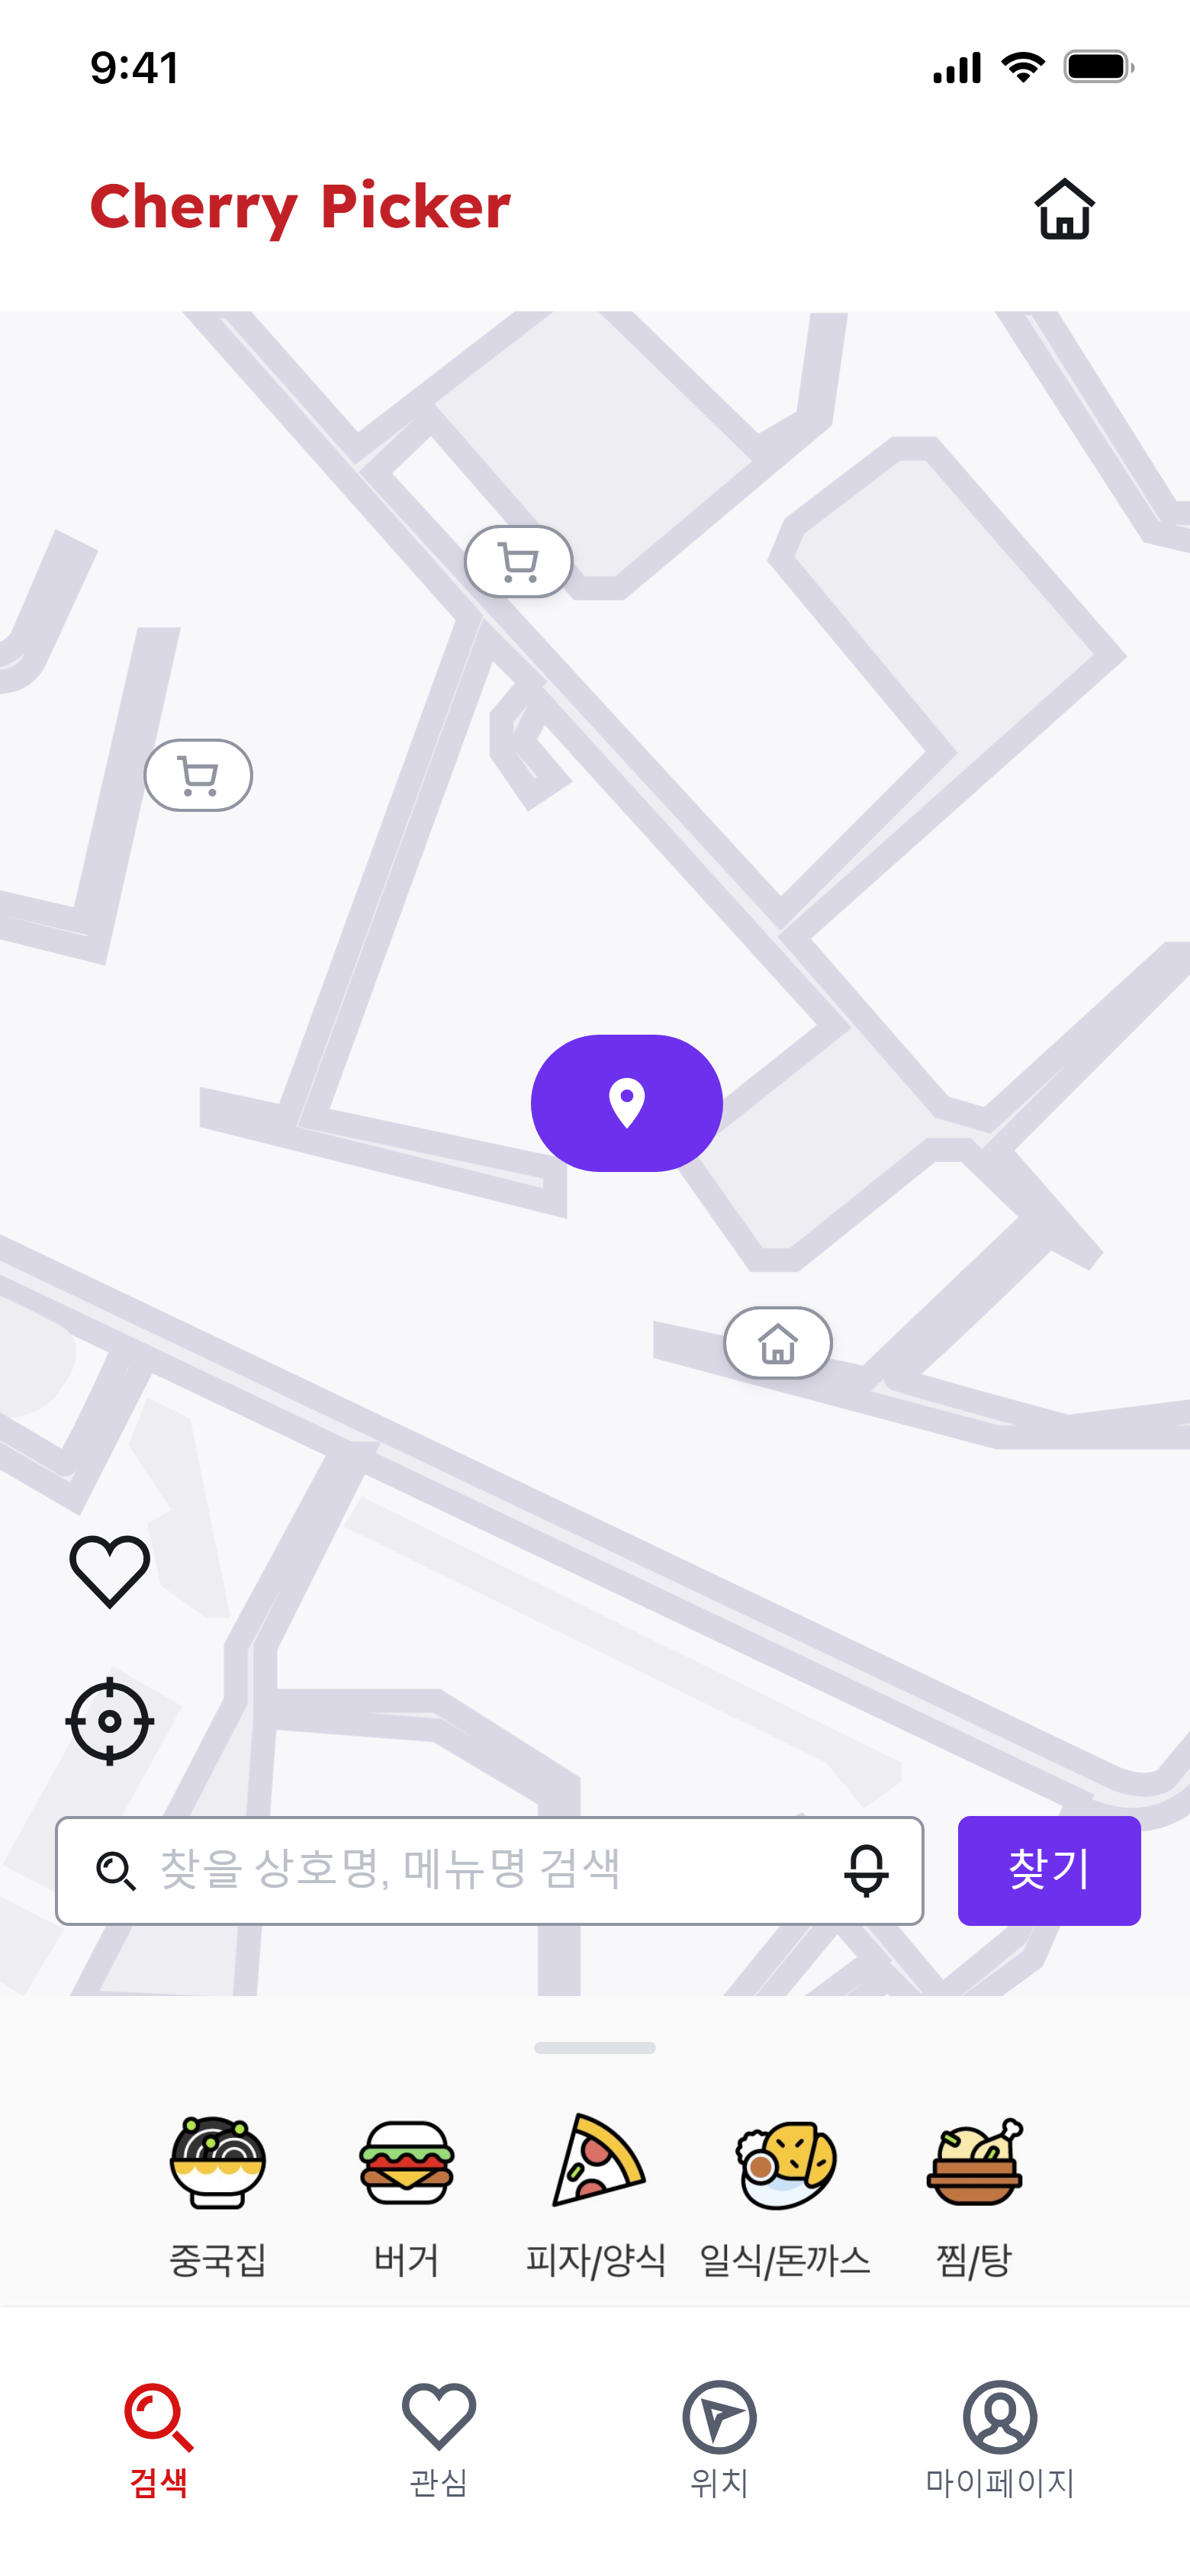 9:41
Cherry Picker
찾을 상호명, 메뉴명 검색
찾기
중국집
버거
피자/양식
일식/돈까스
찜/탕
검색
관심
위치
마이페이지